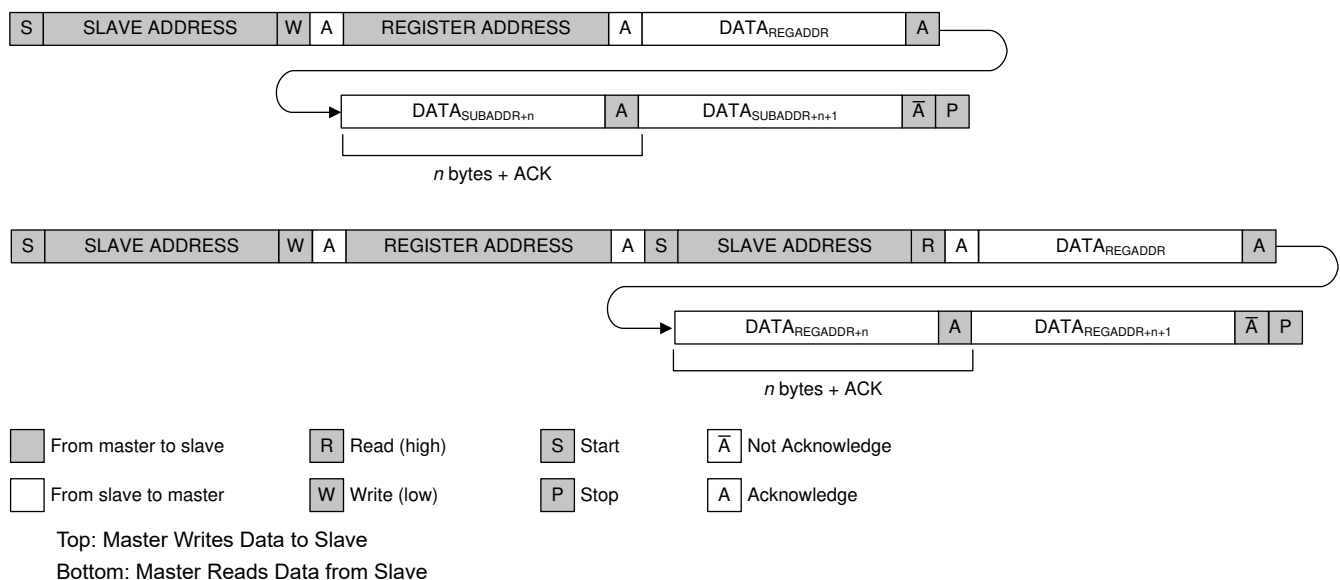 S SLAVE ADDRESS W A REGISTER ADDRESS A DATAREGADDR A
DATASUBADDR+n A DATASUBADDR+n+1 A̅ P
n bytes + ACK
S SLAVE ADDRESS W A REGISTER ADDRESS A S SLAVE ADDRESS R A DATAREGADDR A
DATAREGADDR+n A DATAREGADDR+n+1 A̅ P
n bytes + ACK
From master to slave R Read (high) S Start A̅ Not Acknowledge
From slave to master W Write (low) P Stop A Acknowledge
Top: Master Writes Data to Slave
Bottom: Master Reads Data from Slave